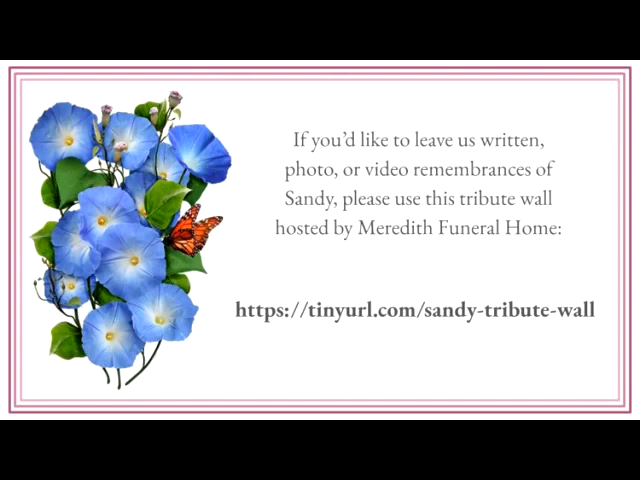 If you’d like to leave us written,
photo, or video remembrances of
Sandy, please use this tribute wall
hosted by Meredith Funeral Home:
https://tinyurl.com/sandy-tribute-wall